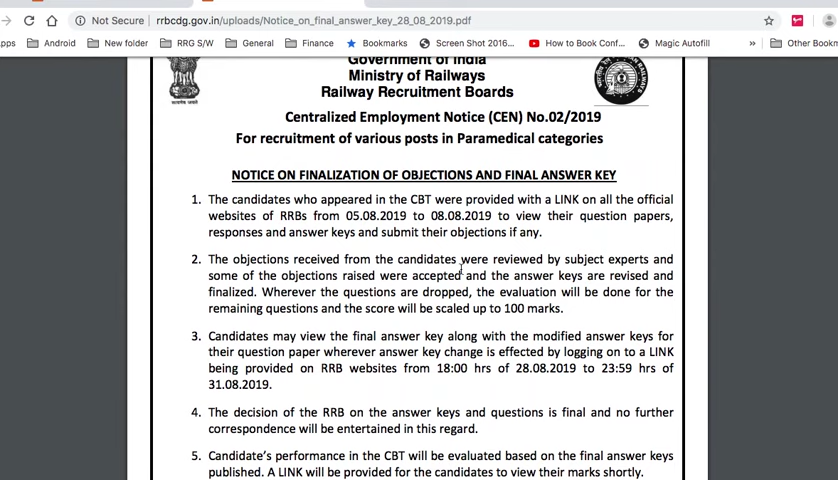 Not Secure | rrbcdg.gov.in/uploads/Notice_on_final_answer_key_28_08_2019.pdf
Android New folder RRG S/W General Finance Bookmarks Screen Shot 2016... How to Book Conf... Magic Autofill » Other Bookm
Government of India
Ministry of Railways
Railway Recruitment Boards
Centralized Employment Notice (CEN) No.02/2019
For recruitment of various posts in Paramedical categories
NOTICE ON FINALIZATION OF OBJECTIONS AND FINAL ANSWER KEY
1. The candidates who appeared in the CBT were provided with a LINK on all the official
websites of RRBs from 05.08.2019 to 08.08.2019 to view their question papers,
responses and answer keys and submit their objections if any.
2. The objections received from the candidates were reviewed by subject experts and
some of the objections raised were accepted and the answer keys are revised and
finalized. Wherever the questions are dropped, the evaluation will be done for the
remaining questions and the score will be scaled up to 100 marks.
3. Candidates may view the final answer key along with the modified answer keys for
their question paper wherever answer key change is effected by logging on to a LINK
being provided on RRB websites from 18:00 hrs of 28.08.2019 to 23:59 hrs of
31.08.2019.
4. The decision of the RRB on the answer keys and questions is final and no further
correspondence will be entertained in this regard.
5. Candidate's performance in the CBT will be evaluated based on the final answer keys
published. A LINK will be provided for the candidates to view their marks shortly.